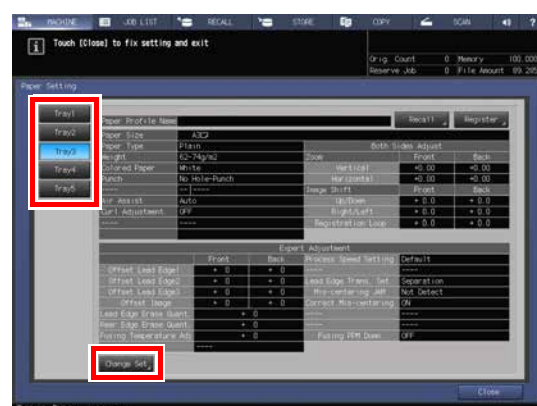 MACHINE JOB LIST RECALL STORE COPY SCAN ?
i Touch [Close] to fix setting and exit
Orig. Count 0 Memory 100.000
Reserve Job 0 File Amount 89.285
Paper Setting
Tray1
Tray2
Tray3
Tray4
Tray5
Paper Profile Name Recall Register
Paper Size A3
Paper Type Plain Both Sides Adjust
Weight 62-74g/m2 Zoom Front Back
Colored Paper White Vertical +0.00 +0.00
Punch No Hole-Punch Horizontal +0.00 +0.00
---- -- ---- Image Shift Front Back
Air Assist Auto Up/Down + 0.0 + 0.0
Curl Adjustment OFF Right/Left + 0.0 + 0.0
---- ---- Registration Loop + 0.0 + 0.0
Expert Adjustment
Front Back Process Speed Setting Default
Offset Lead Edge1 + 0 + 0 ---- ----
Offset Lead Edge2 + 0 + 0 Lead Edge Trans. Set Separation
Offset Lead Edge3 + 0 + 0 Mis-centering JAM Not Detect
Offset Image + 0 + 0 Correct Mis-centering ON
Lead Edge Erase Quant. + 0 ---- ----
Rear Edge Erase Quant. + 0 ---- ----
Fusing Temperature Adj + 0 Fusing PPM Down OFF
----
Change Set
Close